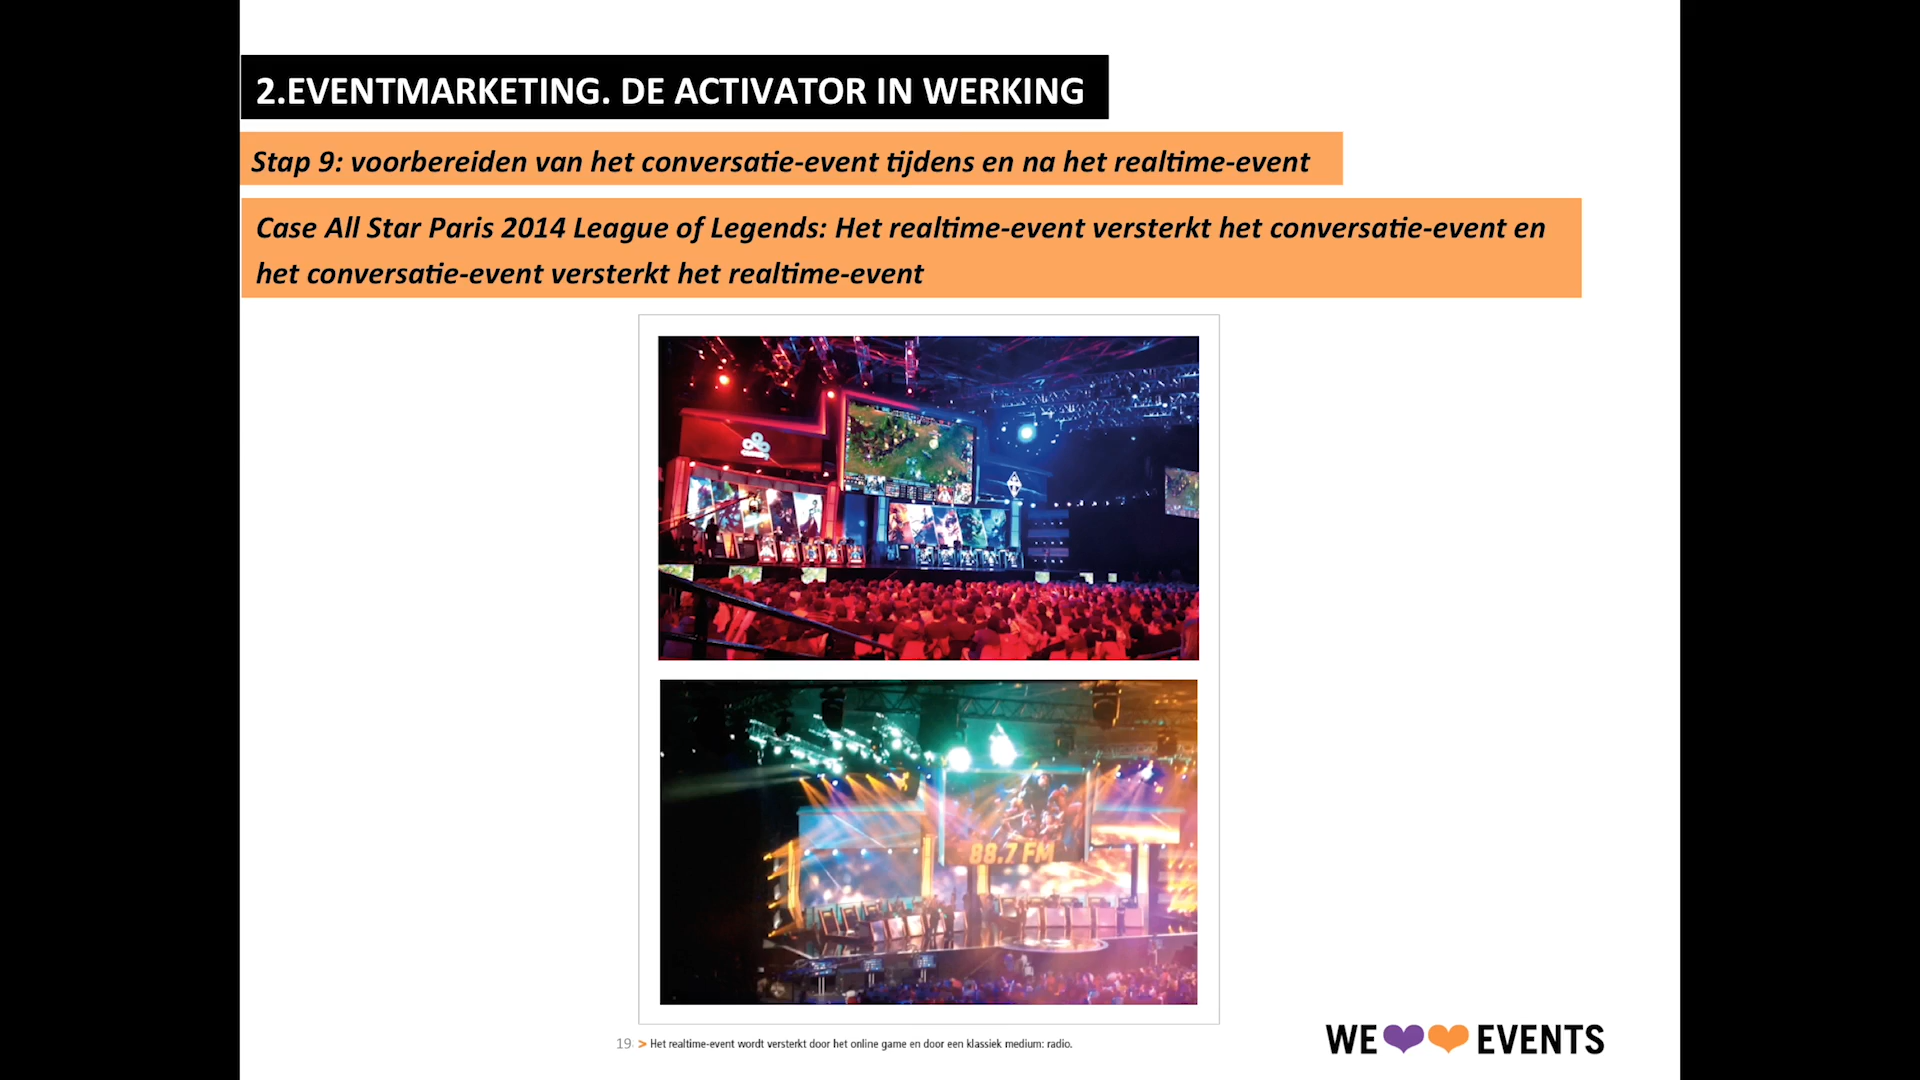 2.EVENTMARKETING. DE ACTIVATOR IN WERKING
Stap 9: voorbereiden van het conversatie-event tijdens en na het realtime-event
Case All Star Paris 2014 League of Legends: Het realtime-event versterkt het conversatie-event en
het conversatie-event versterkt het realtime-event
88.7 FM
19. > Het realtime-event wordt versterkt door het online game en door een klassiek medium: radio.
WE EVENTS